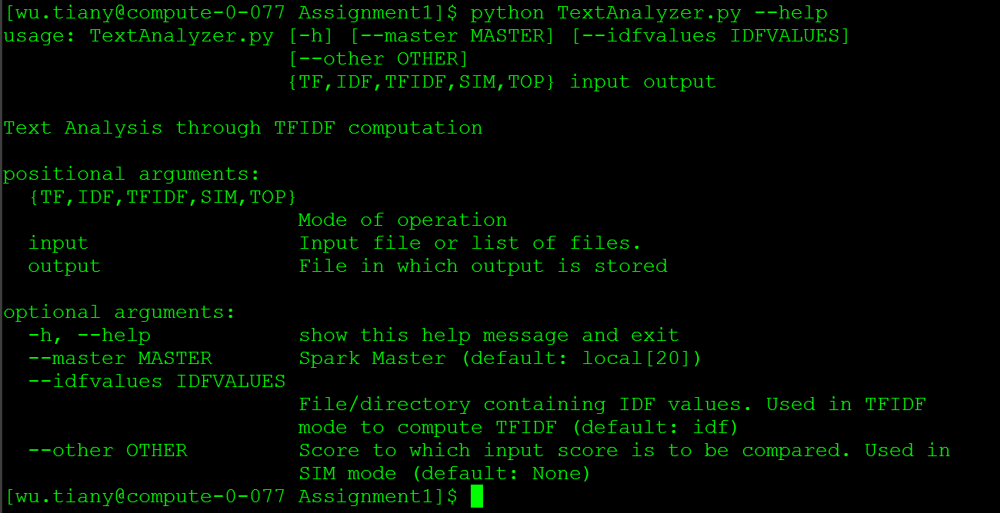 [wu.tiany@compute-0-077 Assignment1]$ python TextAnalyzer.py --help
usage: TextAnalyzer.py [-h] [--master MASTER] [--idfvalues IDFVALUES]
                       [--other OTHER]
                       {TF,IDF,TFIDF,SIM,TOP} input output

Text Analysis through TFIDF computation

positional arguments:
  {TF,IDF,TFIDF,SIM,TOP}
                        Mode of operation
  input                 Input file or list of files.
  output                File in which output is stored

optional arguments:
  -h, --help            show this help message and exit
  --master MASTER       Spark Master (default: local[20])
  --idfvalues IDFVALUES
                        File/directory containing IDF values. Used in TFIDF
                        mode to compute TFIDF (default: idf)
  --other OTHER         Score to which input score is to be compared. Used in
                        SIM mode (default: None)
[wu.tiany@compute-0-077 Assignment1]$